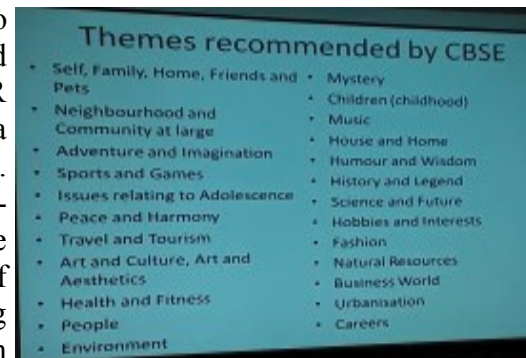 Themes recommended by CBSE
• Self, Family, Home, Friends and
Pets
• Neighbourhood and
Community at large
• Adventure and Imagination
• Sports and Games
• Issues relating to Adolescence
• Peace and Harmony
• Travel and Tourism
• Art and Culture, Art and
Aesthetics
• Health and Fitness
• People
• Environment
• Mystery
• Children (childhood)
• Music
• House and Home
• Humour and Wisdom
• History and Legend
• Science and Future
• Hobbies and Interests
• Fashion
• Natural Resources
• Business World
• Urbanisation
• Careers